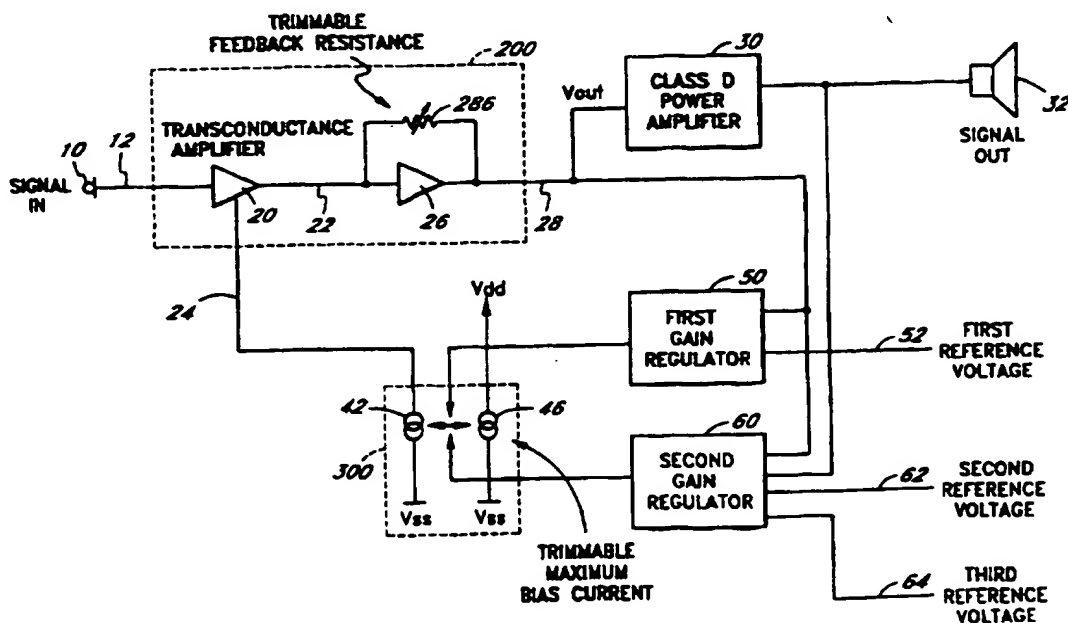 TRIMMABLE
FEEDBACK RESISTANCE
200
286
TRANSCONDUCTANCE
AMPLIFIER
10
12
SIGNAL
IN
20
22
26
28
24
Vout
30
CLASS D
POWER
AMPLIFIER
32
SIGNAL
OUT
Vdd
50
FIRST
GAIN
REGULATOR
52
FIRST
REFERENCE
VOLTAGE
42
46
300
Vss
Vss
60
SECOND
GAIN
REGULATOR
62
SECOND
REFERENCE
VOLTAGE
TRIMMABLE
MAXIMUM
BIAS CURRENT
64
THIRD
REFERENCE
VOLTAGE